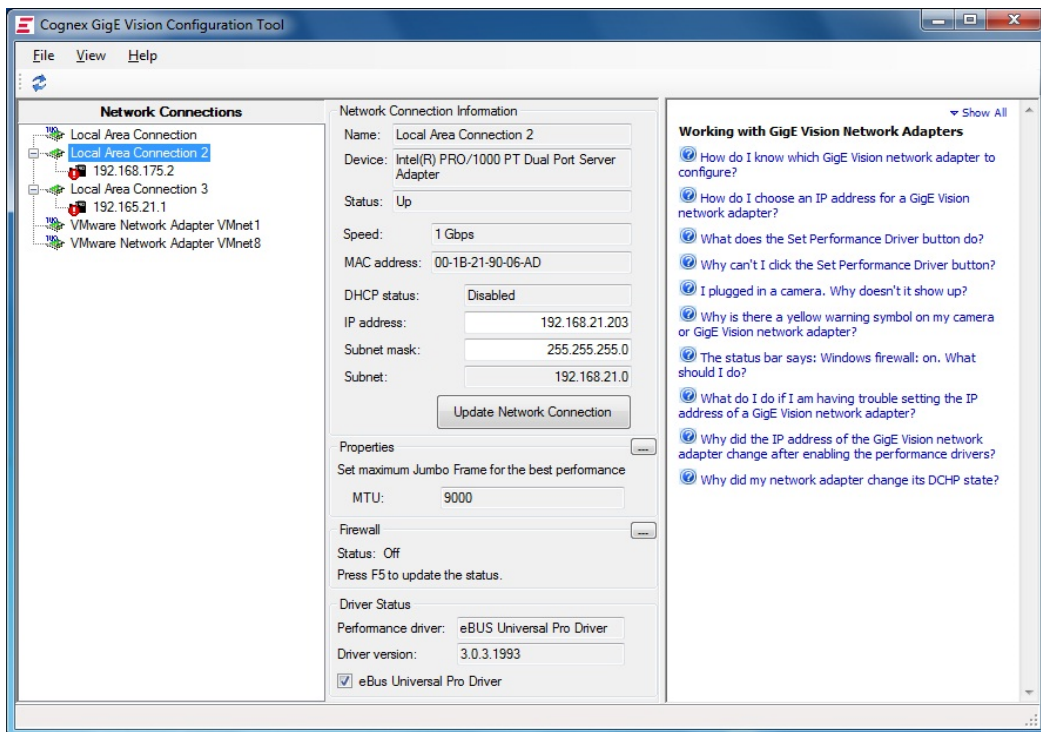 Cognex GigE Vision Configuration Tool
File View Help
Network Connections
Local Area Connection
Local Area Connection 2
192.168.175.2
Local Area Connection 3
192.165.21.1
VMware Network Adapter VMnet1
VMware Network Adapter VMnet8
Network Connection Information
Name: Local Area Connection 2
Device: Intel(R) PRO/1000 PT Dual Port Server
Adapter
Status: Up
Speed: 1 Gbps
MAC address: 00-1B-21-90-06-AD
DHCP status: Disabled
IP address: 192.168.21.203
Subnet mask: 255.255.255.0
Subnet: 192.168.21.0
Update Network Connection
Properties ...
Set maximum Jumbo Frame for the best performance
MTU: 9000
Firewall ...
Status: Off
Press F5 to update the status.
Driver Status
Performance driver: eBUS Universal Pro Driver
Driver version: 3.0.3.1993
eBus Universal Pro Driver
Show All
Working with GigE Vision Network Adapters
How do I know which GigE Vision network adapter to
configure?
How do I choose an IP address for a GigE Vision
network adapter?
What does the Set Performance Driver button do?
Why can't I click the Set Performance Driver button?
I plugged in a camera. Why doesn't it show up?
Why is there a yellow warning symbol on my camera
or GigE Vision network adapter?
The status bar says: Windows firewall: on. What
should I do?
What do I do if I am having trouble setting the IP
address of a GigE Vision network adapter?
Why did the IP address of the GigE Vision network
adapter change after enabling the performance drivers?
Why did my network adapter change its DCHP state?